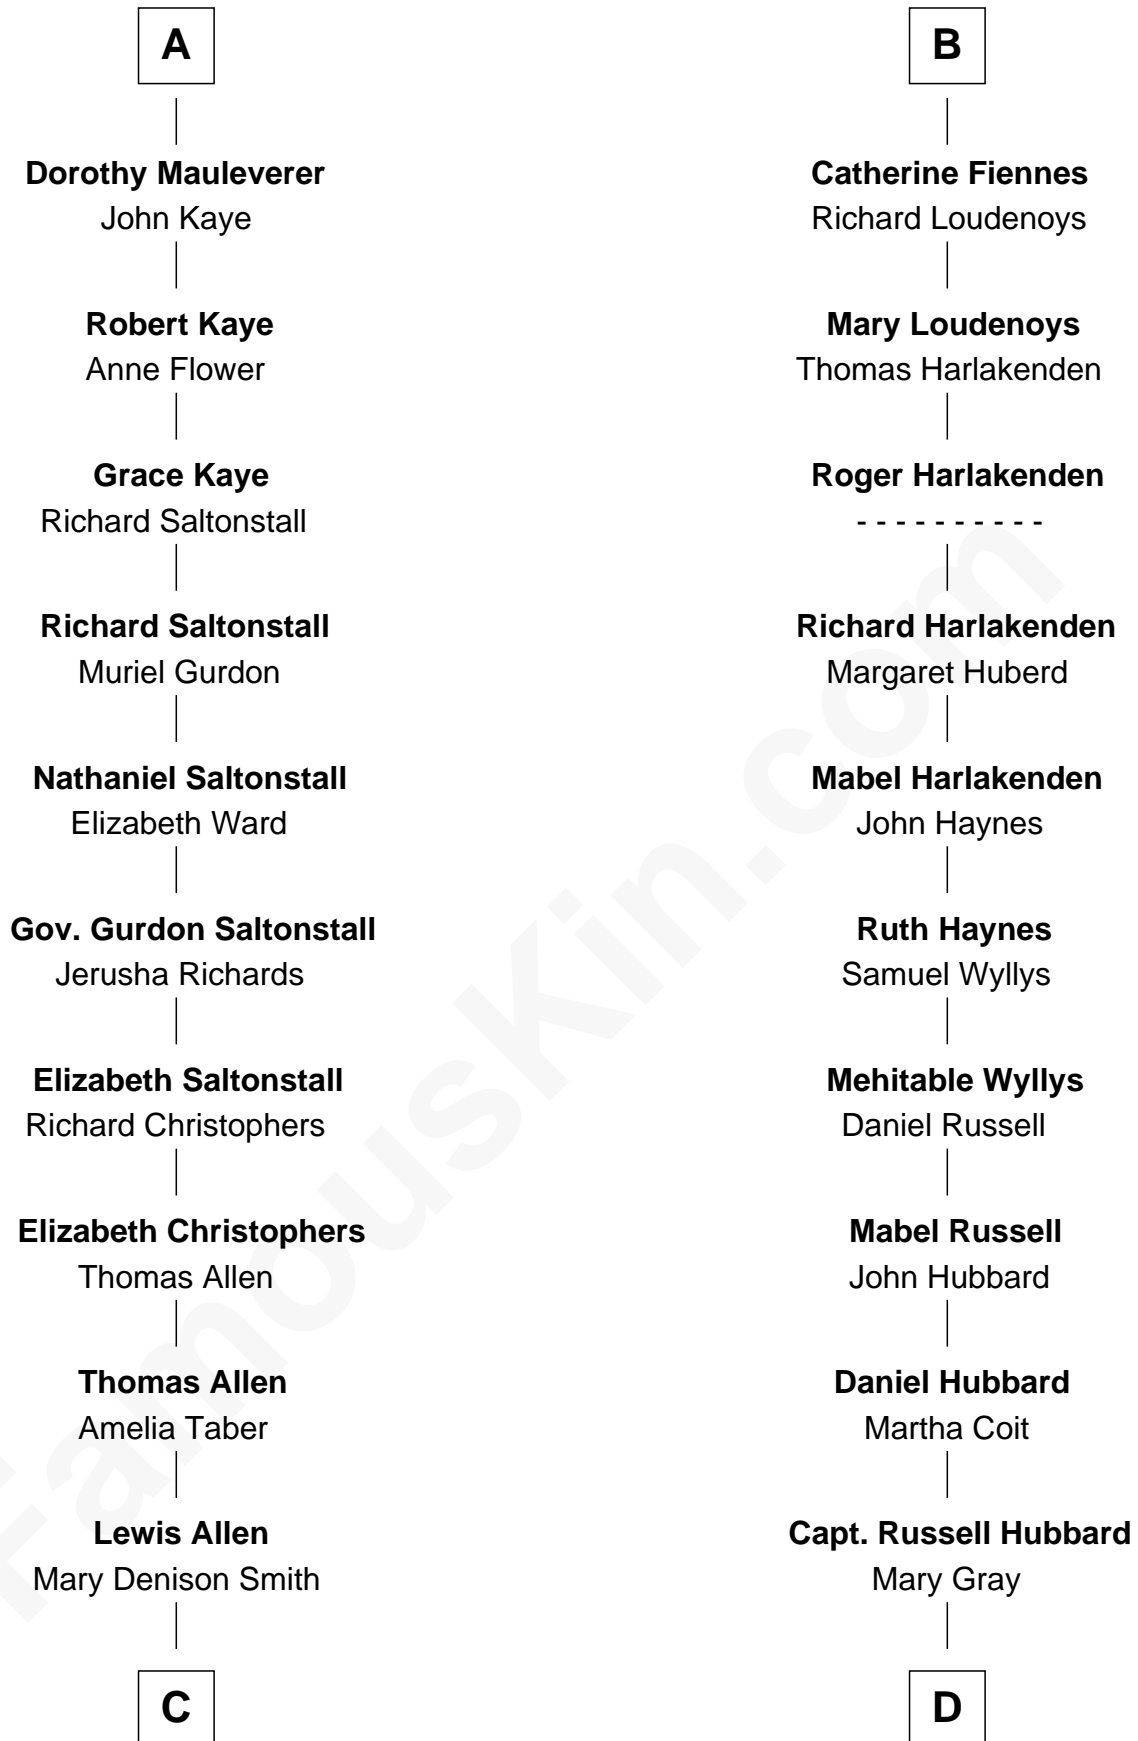 A
Dorothy Mauleverer
John Kaye
Robert Kaye
Anne Flower
Grace Kaye
Richard Saltonstall
Richard Saltonstall
Muriel Gurdon
Nathaniel Saltonstall
Elizabeth Ward
Gov. Gurdon Saltonstall
Jerusha Richards
Elizabeth Saltonstall
Richard Christophers
Elizabeth Christophers
Thomas Allen
Thomas Allen
Amelia Taber
Lewis Allen
Mary Denison Smith
C
B
Catherine Fiennes
Richard Loudenoys
Mary Loudenoys
Thomas Harlakenden
Roger Harlakenden
- - - - - - - - - -
Richard Harlakenden
Margaret Huberd
Mabel Harlakenden
John Haynes
Ruth Haynes
Samuel Wyllys
Mehitable Wyllys
Daniel Russell
Mabel Russell
John Hubbard
Daniel Hubbard
Martha Coit
Capt. Russell Hubbard
Mary Gray
D
FamousKin.com